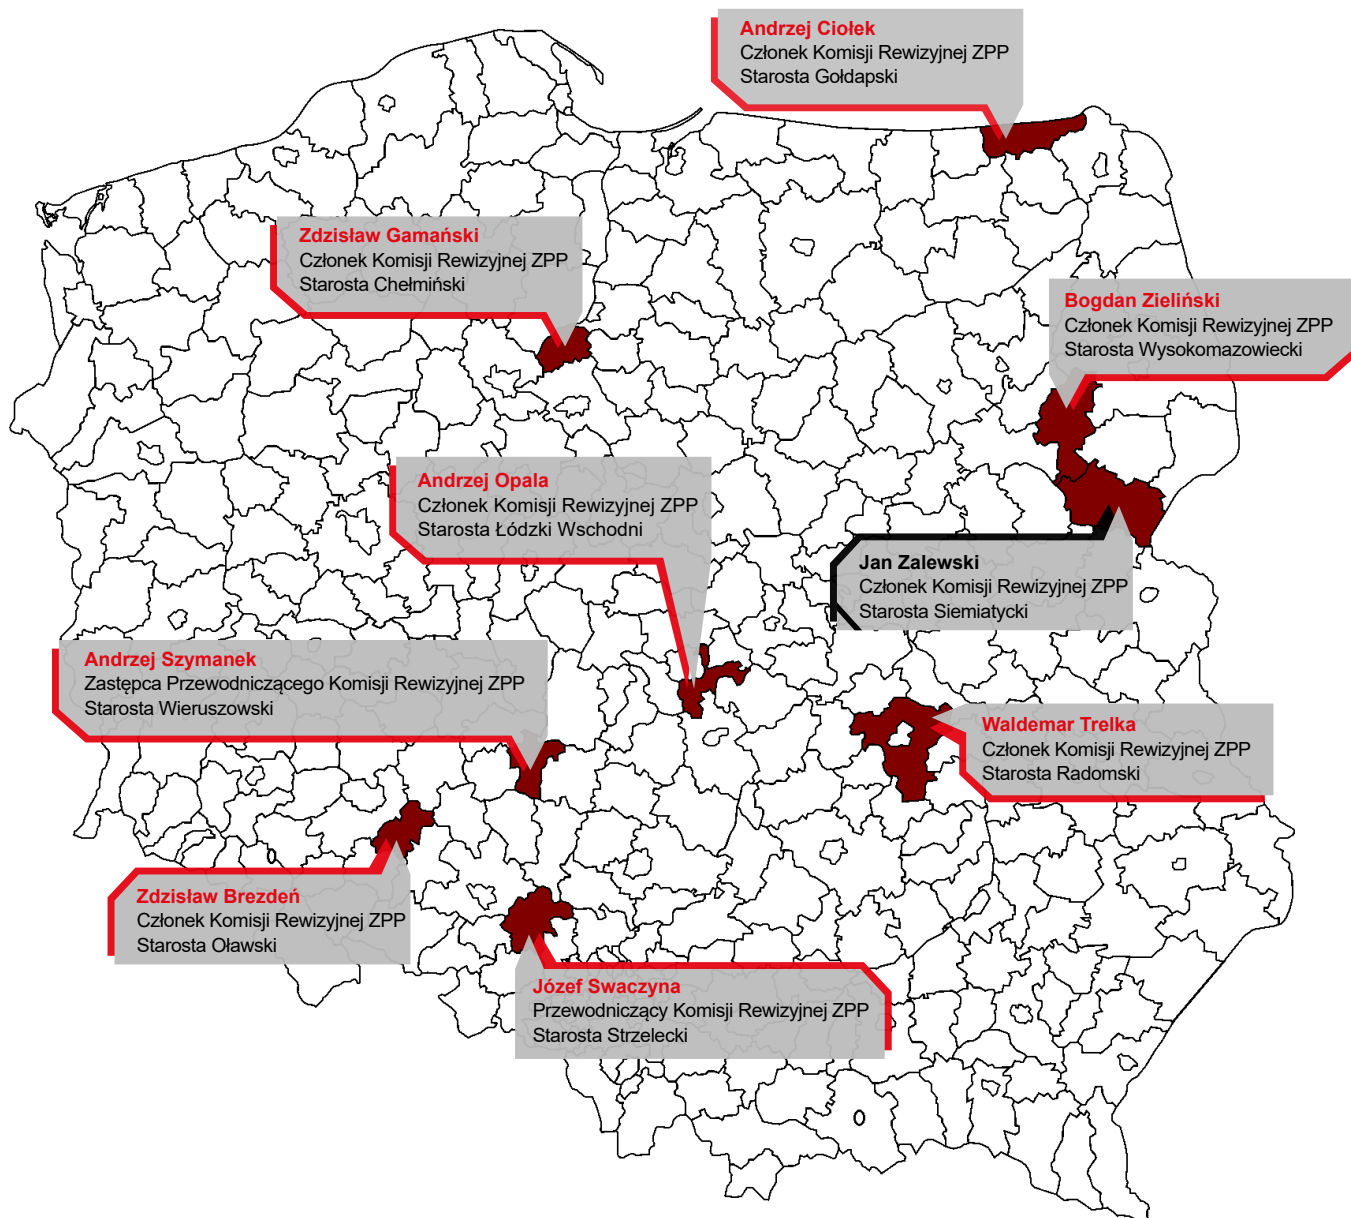 Andrzej Ciołek
Członek Komisji Rewizyjnej ZPP
Starosta Gołdapski
Zdzisław Gamański
Członek Komisji Rewizyjnej ZPP
Starosta Chełmiński
Bogdan Zieliński
Członek Komisji Rewizyjnej ZPP
Starosta Wysokomazowiecki
Andrzej Opala
Członek Komisji Rewizyjnej ZPP
Starosta Łódzki Wschodni
Jan Zalewski
Członek Komisji Rewizyjnej ZPP
Starosta Siemiatycki
Andrzej Szymanek
Zastępca Przewodniczącego Komisji Rewizyjnej ZPP
Starosta Wieruszowski
Waldemar Trelka
Członek Komisji Rewizyjnej ZPP
Starosta Radomski
Zdzisław Brezdeń
Członek Komisji Rewizyjnej ZPP
Starosta Oławski
Józef Swaczyna
Przewodniczący Komisji Rewizyjnej ZPP
Starosta Strzelecki